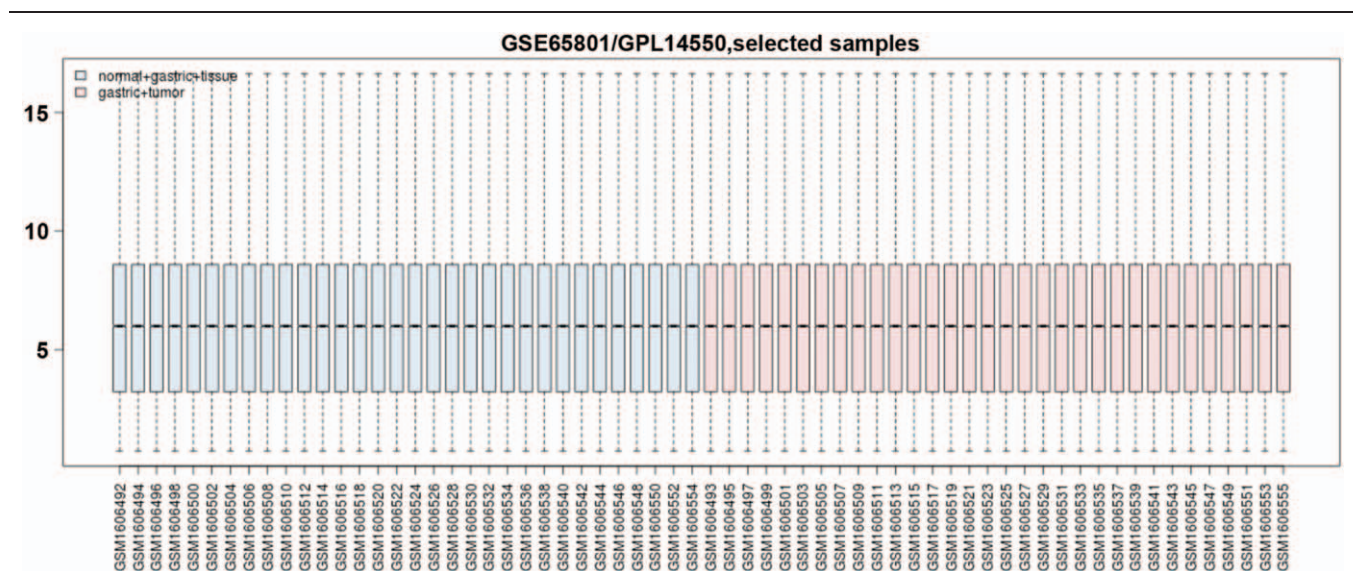 GSE65801/GPL14550,selected samples
normal+gastric+tissue
gastric+tumor
15
10
5
GSM1606492
GSM1606494
GSM1606496
GSM1606498
GSM1606500
GSM1606502
GSM1606504
GSM1606506
GSM1606508
GSM1606510
GSM1606512
GSM1606514
GSM1606516
GSM1606518
GSM1606520
GSM1606522
GSM1606524
GSM1606526
GSM1606528
GSM1606530
GSM1606532
GSM1606534
GSM1606536
GSM1606538
GSM1606540
GSM1606542
GSM1606544
GSM1606546
GSM1606548
GSM1606550
GSM1606552
GSM1606554
GSM1606493
GSM1606495
GSM1606497
GSM1606499
GSM1606501
GSM1606503
GSM1606505
GSM1606507
GSM1606509
GSM1606511
GSM1606513
GSM1606515
GSM1606517
GSM1606519
GSM1606521
GSM1606523
GSM1606525
GSM1606527
GSM1606529
GSM1606531
GSM1606533
GSM1606535
GSM1606537
GSM1606539
GSM1606541
GSM1606543
GSM1606545
GSM1606547
GSM1606549
GSM1606551
GSM1606553
GSM1606555